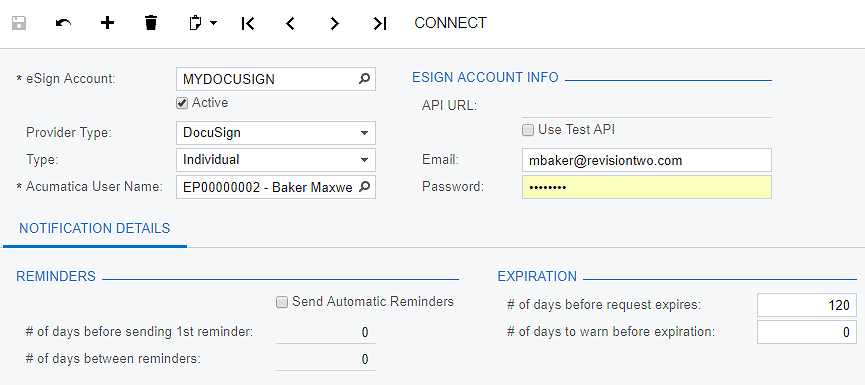 CONNECT
* eSign Account: MYDOCUSIGN
Active
Provider Type: DocuSign
Type: Individual
* Acumatica User Name: EP00000002 - Baker Maxwe
ESIGN ACCOUNT INFO
API URL:
Use Test API
Email: mbaker@revisiontwo.com
Password: ••••••••
NOTIFICATION DETAILS
REMINDERS
Send Automatic Reminders
# of days before sending 1st reminder: 0
# of days between reminders: 0
EXPIRATION
# of days before request expires: 120
# of days to warn before expiration: 0